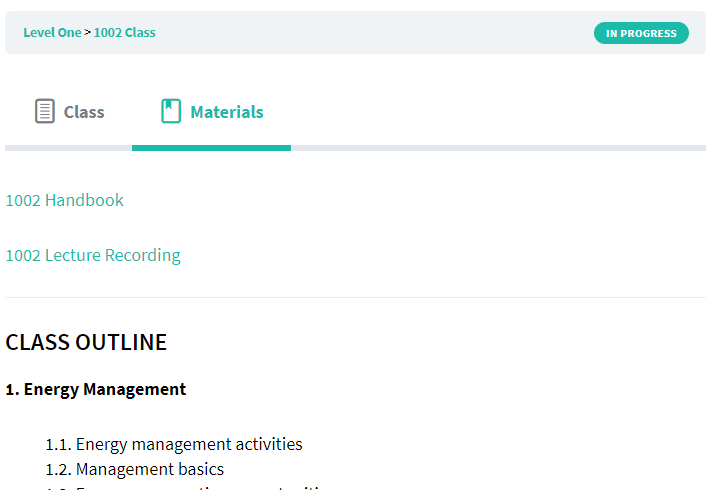 Level One > 1002 Class
IN PROGRESS
Class
Materials
1002 Handbook
1002 Lecture Recording
CLASS OUTLINE
1. Energy Management
1.1. Energy management activities
1.2. Management basics